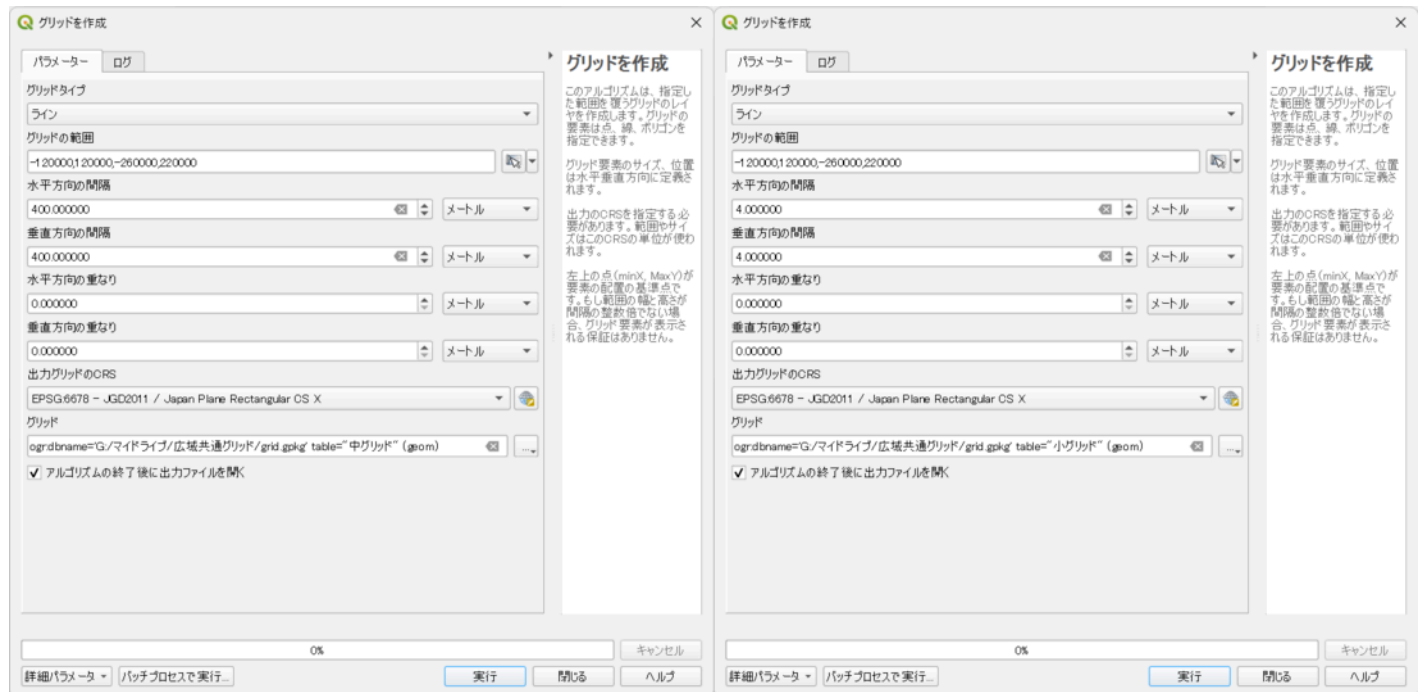 グリッドを作成
パラメーター ログ
グリッドタイプ
ライン
グリッドの範囲
-120000,120000,-260000,220000
水平方向の間隔
400.000000 メートル
垂直方向の間隔
400.000000 メートル
水平方向の重なり
0.000000 メートル
垂直方向の重なり
0.000000 メートル
出力グリッドのCRS
EPSG:6678 - JGD2011 / Japan Plane Rectangular CS X
グリッド
ogr:dbname='G:/マイドライブ/広域共通グリッド/grid.gpkg' table="中グリッド" (geom)
…
アルゴリズムの終了後に出力ファイルを開く
グリッドを作成
このアルゴリズムは、指定し
た範囲を覆うグリッドのレイ
ヤを作成します。グリッドの
要素は点、線、ポリゴンを
指定できます。
グリッド要素のサイズ、位置
は水平垂直方向に定義さ
れます。
出力のCRSを指定する必
要があります。範囲やサイ
ズはこのCRSの単位が使わ
れます。
左上の点(minX, MaxY)が
要素の配置の基準点で
す。もし範囲の幅と高さが
間隔の整数倍でない場
合、グリッド要素が表示さ
れる保証はありません。
0% キャンセル
詳細パラメータ バッチプロセスで実行... 実行 閉じる ヘルプ
グリッドを作成
パラメーター ログ
グリッドタイプ
ライン
グリッドの範囲
-120000,120000,-260000,220000
水平方向の間隔
4.000000 メートル
垂直方向の間隔
4.000000 メートル
水平方向の重なり
0.000000 メートル
垂直方向の重なり
0.000000 メートル
出力グリッドのCRS
EPSG:6678 - JGD2011 / Japan Plane Rectangular CS X
グリッド
ogr:dbname='G:/マイドライブ/広域共通グリッド/grid.gpkg' table="小グリッド" (geom)
…
アルゴリズムの終了後に出力ファイルを開く
グリッドを作成
このアルゴリズムは、指定し
た範囲を覆うグリッドのレイ
ヤを作成します。グリッドの
要素は点、線、ポリゴンを
指定できます。
グリッド要素のサイズ、位置
は水平垂直方向に定義さ
れます。
出力のCRSを指定する必
要があります。範囲やサイ
ズはこのCRSの単位が使わ
れます。
左上の点(minX, MaxY)が
要素の配置の基準点で
す。もし範囲の幅と高さが
間隔の整数倍でない場
合、グリッド要素が表示さ
れる保証はありません。
0% キャンセル
詳細パラメータ バッチプロセスで実行... 実行 閉じる ヘルプ